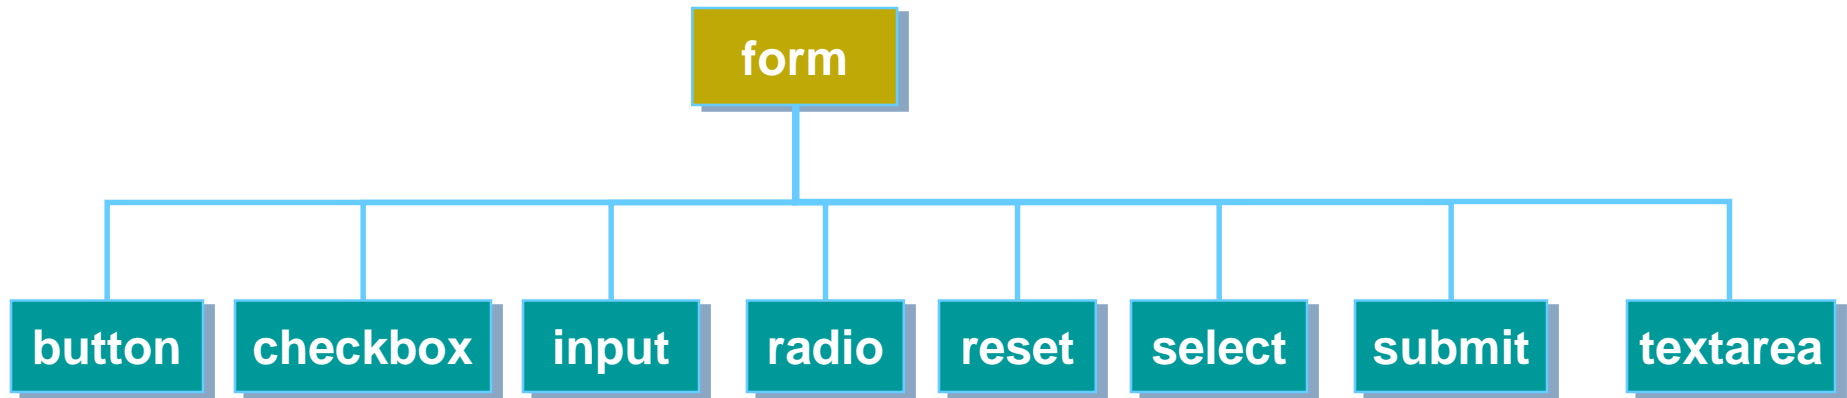 form
button
checkbox
input
radio
reset
select
submit
textarea